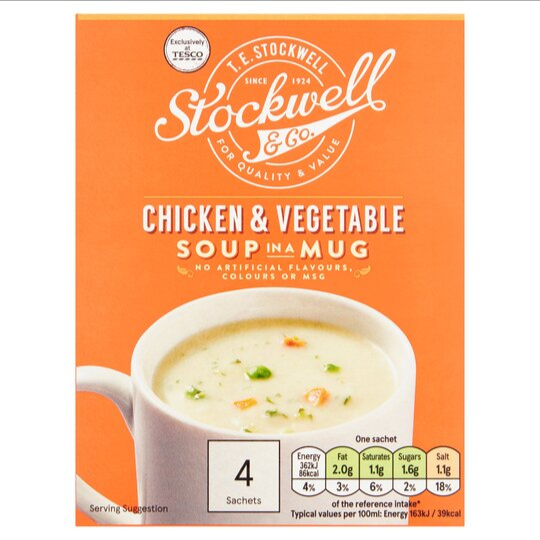 Exclusively
at
TESCO
T.E. STOCKWELL
SINCE 1924
Stockwell
& Co.
FOR QUALITY & VALUE
CHICKEN & VEGETABLE
SOUP IN A MUG
NO ARTIFICIAL FLAVOURS,
COLOURS OR MSG
4
Sachets
Serving Suggestion
One sachet
Energy Fat Saturates Sugars Salt
362kJ
86kcal 2.0g 1.1g 1.6g 1.1g
4% 3% 6% 2% 18%
of the reference intake*
Typical values per 100ml: Energy 163kJ / 39kcal